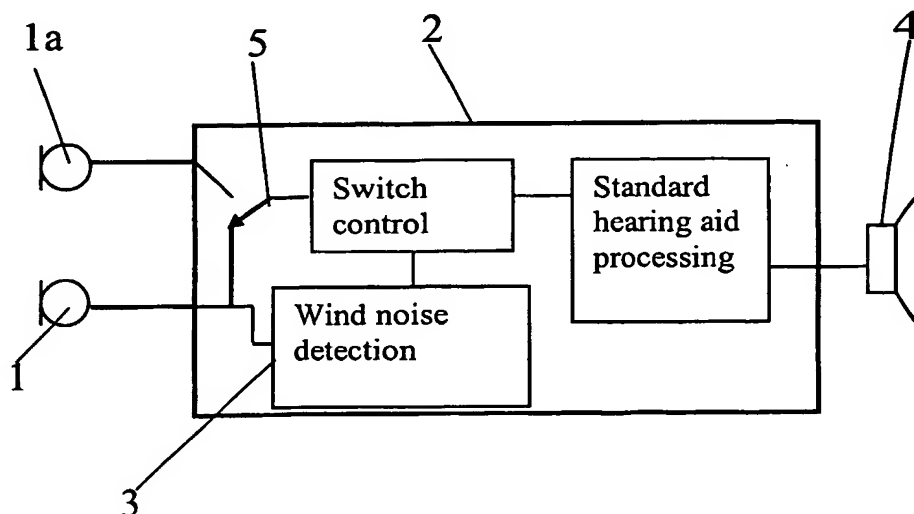 1a
5
2
4
Switch
control
Standard
hearing aid
processing
Wind noise
detection
1
3